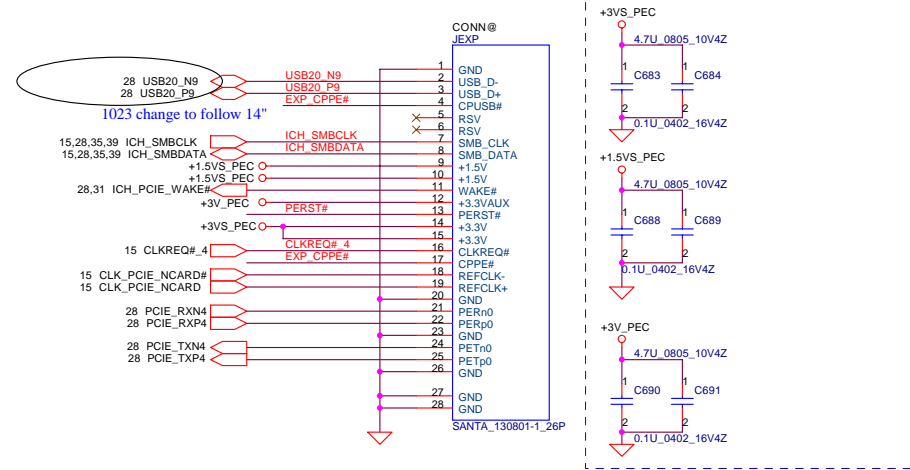 CONN@
JEXP
1 GND
28 USB20_N9 USB20_N9 2 USB_D-
28 USB20_P9 USB20_P9 3 USB_D+
EXP_CPPE# 4 CPUSB#
1023 change to follow 14"
5 RSV
6 RSV
15,28,35,39 ICH_SMBCLK ICH_SMBCLK 7 SMB_CLK
15,28,35,39 ICH_SMBDATA ICH_SMBDATA 8 SMB_DATA
+1.5VS_PEC 9 +1.5V
+1.5VS_PEC 10 +1.5V
28,31 ICH_PCIE_WAKE# 11 WAKE#
+3V_PEC 12 +3.3VAUX
PERST# 13 PERST#
+3VS_PEC 14 +3.3V
15 +3.3V
15 CLKREQ#_4 CLKREQ#_4 16 CLKREQ#
EXP_CPPE# 17 CPPE#
15 CLK_PCIE_NCARD# 18 REFCLK-
15 CLK_PCIE_NCARD 19 REFCLK+
20 GND
28 PCIE_RXN4 21 PERn0
28 PCIE_RXP4 22 PERp0
23 GND
28 PCIE_TXN4 24 PETn0
28 PCIE_TXP4 25 PETp0
26 GND
27 GND
28 GND
SANTA_130801-1_26P
+3VS_PEC
4.7U_0805_10V4Z
1 1
C683 C684
2 2
0.1U_0402_16V4Z
+1.5VS_PEC
4.7U_0805_10V4Z
1 1
C688 C689
2 2
0.1U_0402_16V4Z
+3V_PEC
4.7U_0805_10V4Z
1 1
C690 C691
2 2
0.1U_0402_16V4Z